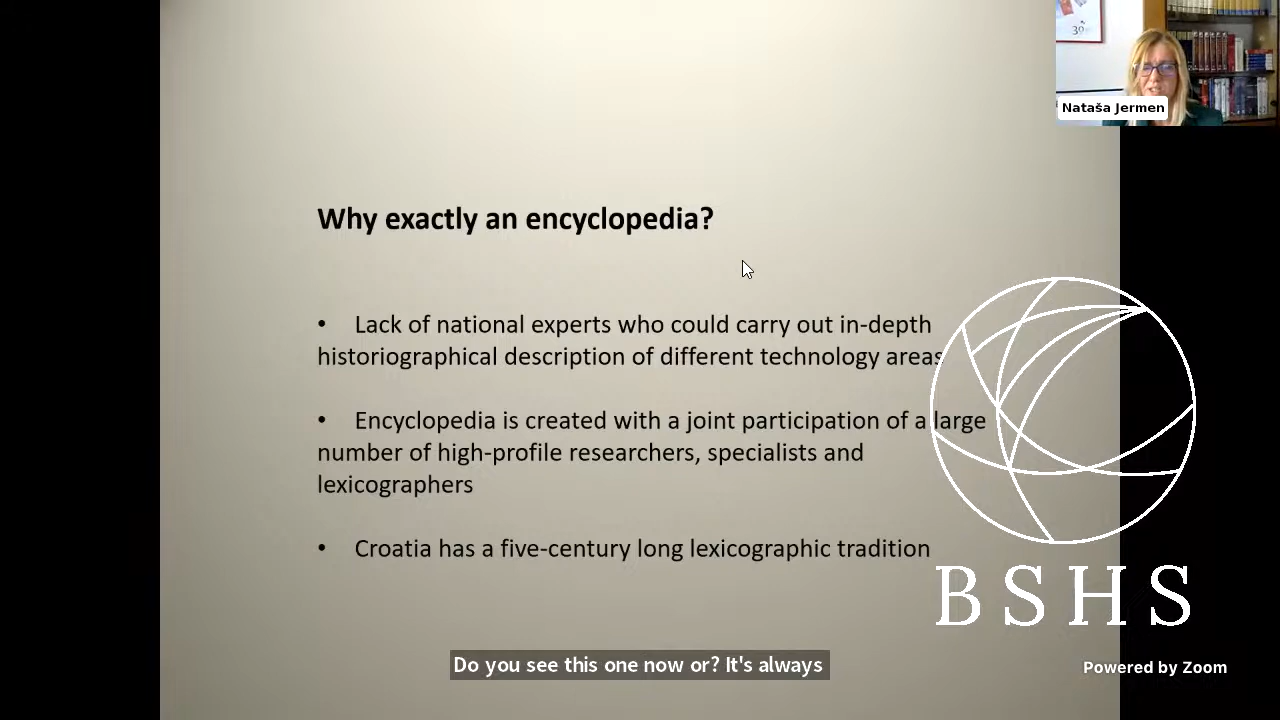 39
Nataša Jermen
Why exactly an encyclopedia?
• Lack of national experts who could carry out in-depth
historiographical description of different technology areas
• Encyclopedia is created with a joint participation of a large
number of high-profile researchers, specialists and
lexicographers
• Croatia has a five-century long lexicographic tradition
BSHS
Do you see this one now or? It's always
Powered by Zoom